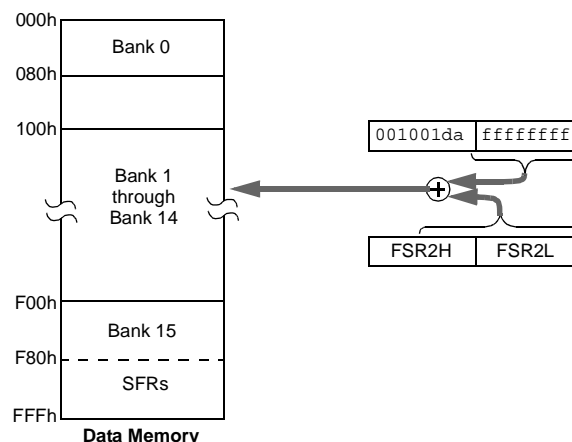 000h
Bank 0
080h
100h
001001da ffffffff
Bank 1
through
Bank 14
FSR2H FSR2L
F00h
Bank 15
F80h
SFRs
FFFh
Data Memory